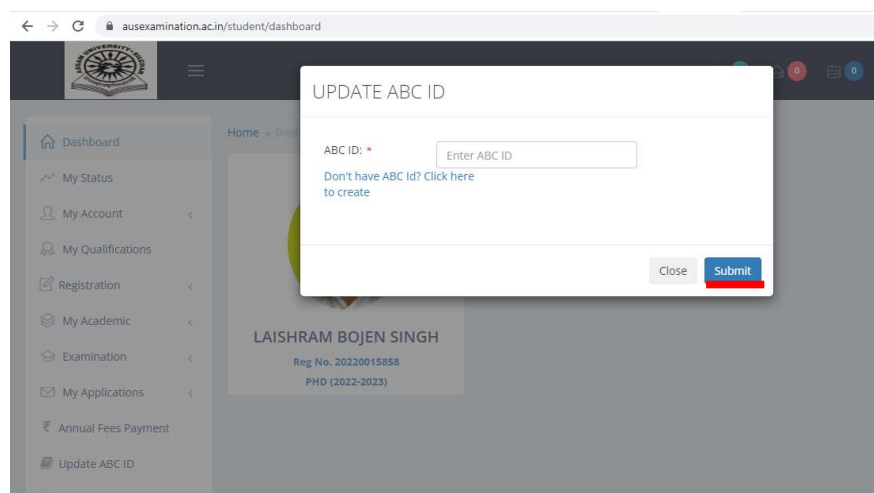 ausexamination.ac.in/student/dashboard
UPDATE ABC ID
0
0
Home
ABC ID: *
Enter ABC ID
Don't have ABC Id? Click here
to create
Close
Submit
Dashboard
My Status
My Account
My Qualifications
Registration
My Academic
Examination
My Applications
₹ Annual Fees Payment
Update ABC ID
LAISHRAM BOJEN SINGH
Reg No. 20220015858
PHD (2022-2023)